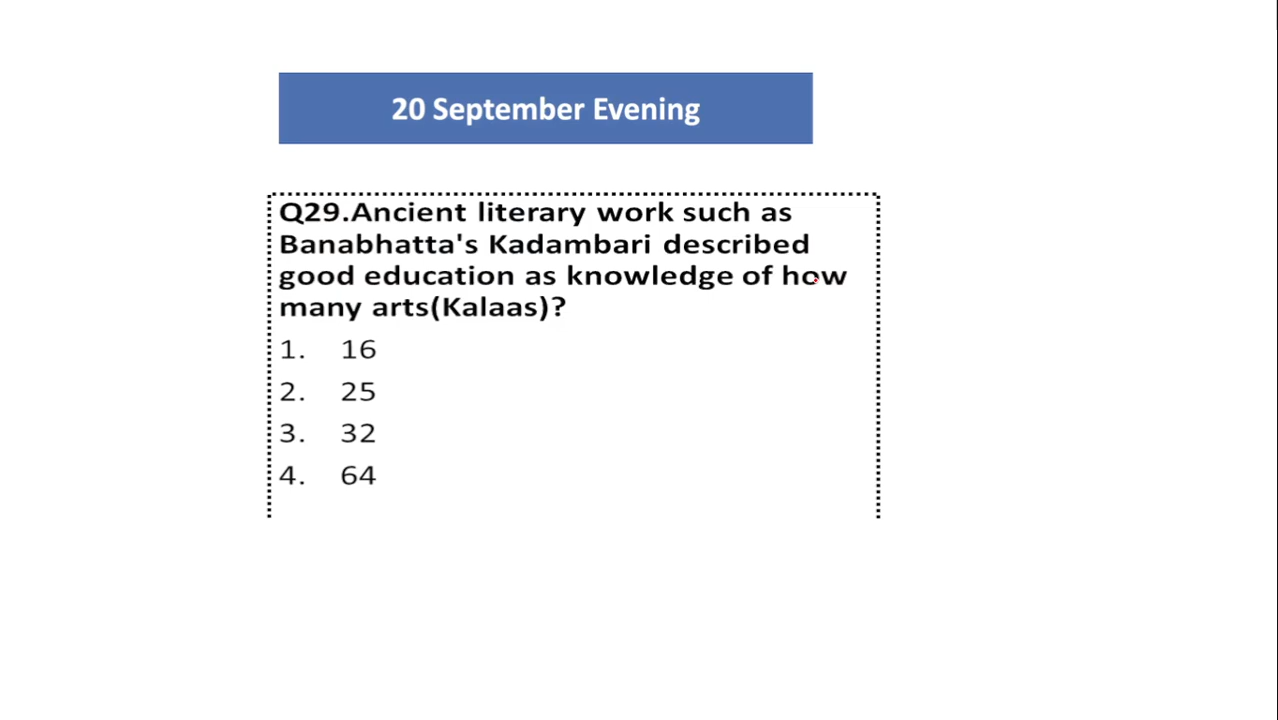 20 September Evening
Q29.Ancient literary work such as
Banabhatta's Kadambari described
good education as knowledge of how
many arts(Kalaas)?
1. 16
2. 25
3. 32
4. 64